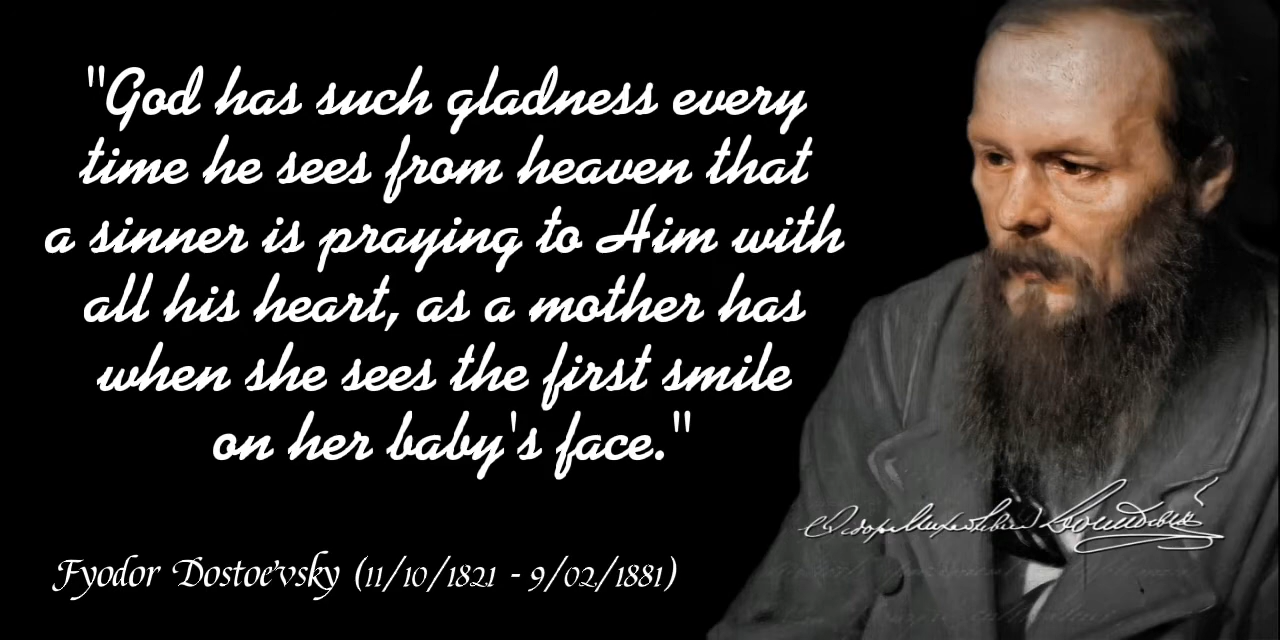 "God has such gladness every
time he sees from heaven that
a sinner is praying to Him with
all his heart, as a mother has
when she sees the first smile
on her baby's face."
Fyodor Dostoevsky (11/10/1821 - 9/02/1881)